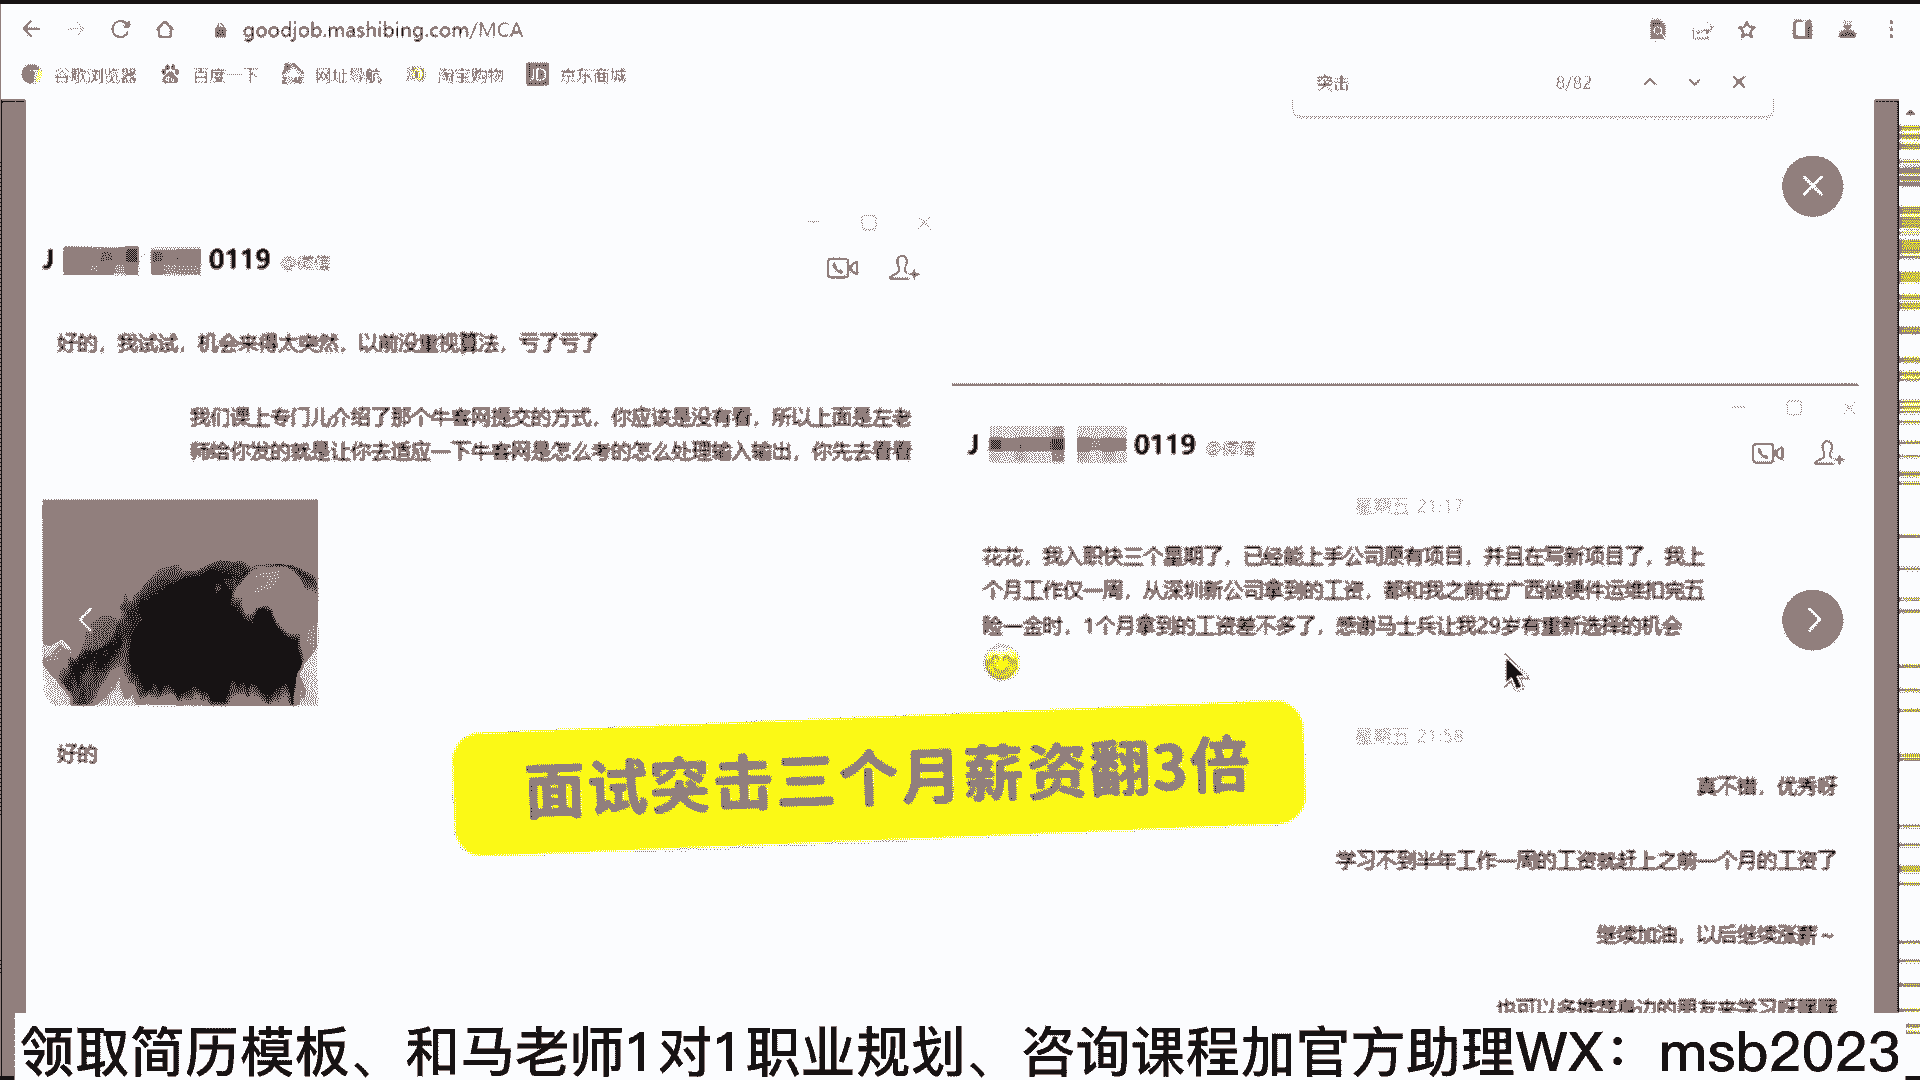 goodjob.mashibing.com/MCA
谷歌浏览器 百度一下 网址导航 淘宝购物 JD 京东商城
突击 8/82
J 0119 @微信
好的，我试试，机会来得太突然，以前没重视算法，亏了亏了
我们课上专门儿介绍了那个牛客网提交的方式，你应该是没有看，所以上面是左老
师给你发的就是让你去适应一下牛客网是怎么考的怎么处理输入输出，你先去看看
好的
J 0119 @微信
星期五 21:17
花花，我入职快三个星期了，已经能上手公司原有项目，并且在写新项目了，我上
个月工作仅一周，从深圳新公司拿到的工资，都和我之前在广西做硬件运维扣完五
险一金时，1个月拿到的工资差不多了，感谢马士兵让我29岁有重新选择的机会
面试突击三个月薪资翻3倍
星期五 21:58
真不错，优秀呀
学习不到半年工作一周的工资就赶上之前一个月的工资了
继续加油，以后继续涨薪~
也可以多推荐身边的朋友来学习呀
领取简历模板、和马老师1对1职业规划、咨询课程加官方助理WX：msb2023